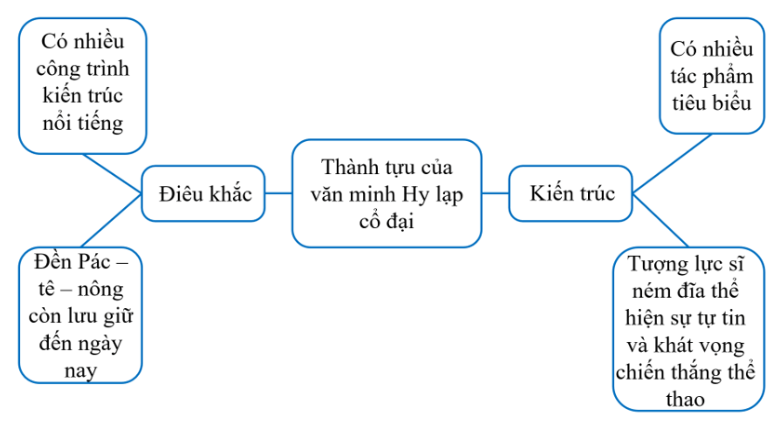 Có nhiều
công trình
kiến trúc
nổi tiếng
Điêu khắc
Đền Pác –
tê – nông
còn lưu giữ
đến ngày
nay
Thành tựu của
văn minh Hy lạp
cổ đại
Kiến trúc
Có nhiều
tác phẩm
tiêu biểu
Tượng lực sĩ
ném đĩa thể
hiện sự tự tin
và khát vọng
chiến thắng thể
thao